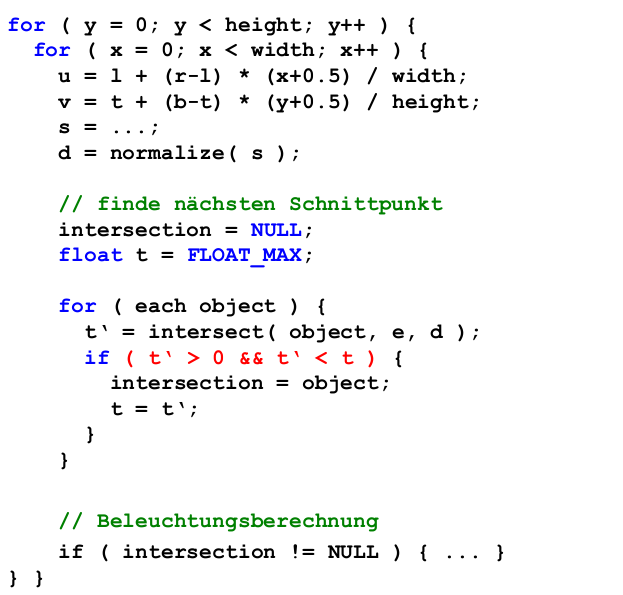 for ( y = 0; y < height; y++ ) {
for ( x = 0; x < width; x++ ) {
u = l + (r-l) * (x+0.5) / width;
v = t + (b-t) * (y+0.5) / height;
s = ...;
d = normalize( s );
// finde nächsten Schnittpunkt
intersection = NULL;
float t = FLOAT_MAX;
for ( each object ) {
t‛ = intersect( object, e, d );
if ( t‛ > 0 && t‛ < t ) {
intersection = object;
t = t‛;
}
}
// Beleuchtungsberechnung
if ( intersection != NULL ) { ... }
} }